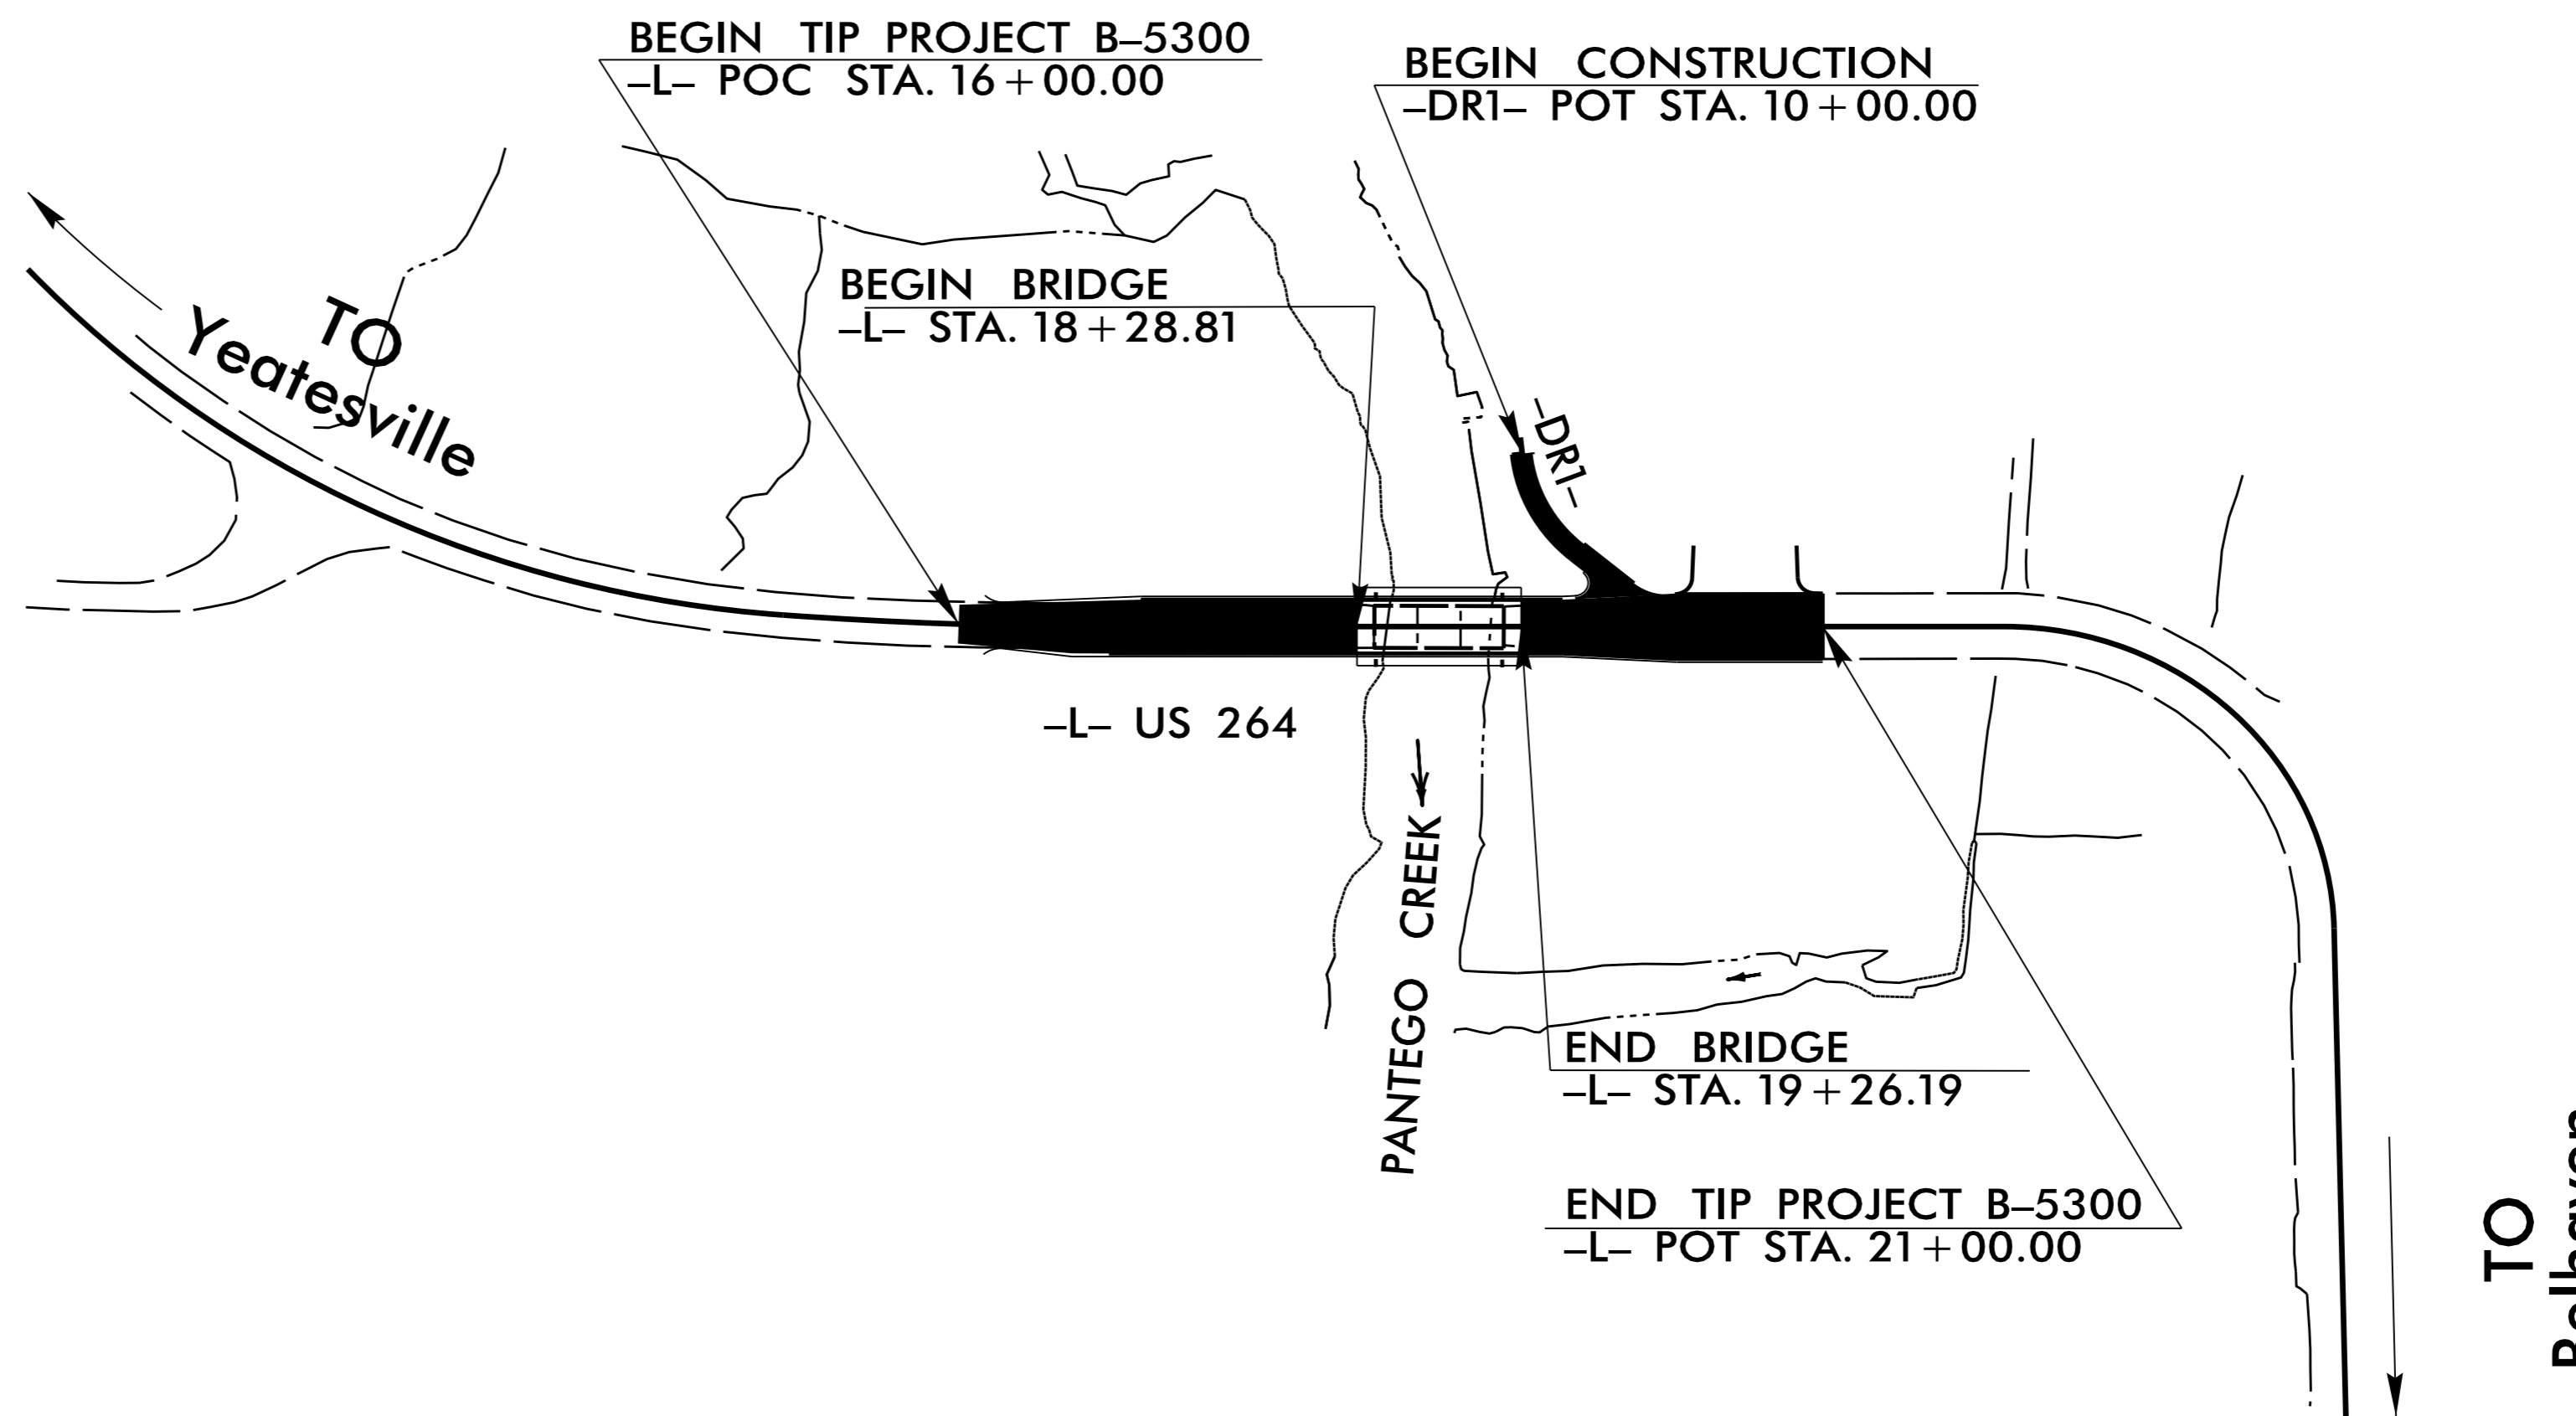 BEGIN TIP PROJECT B–5300
–L– POC STA. 16+00.00
BEGIN CONSTRUCTION
–DR1– POT STA. 10+00.00
BEGIN BRIDGE
–L– STA. 18+28.81
TO
Yeatesville
–DR1–
–L– US 264
PANTEGO CREEK
END BRIDGE
–L– STA. 19+26.19
END TIP PROJECT B–5300
–L– POT STA. 21+00.00
TO